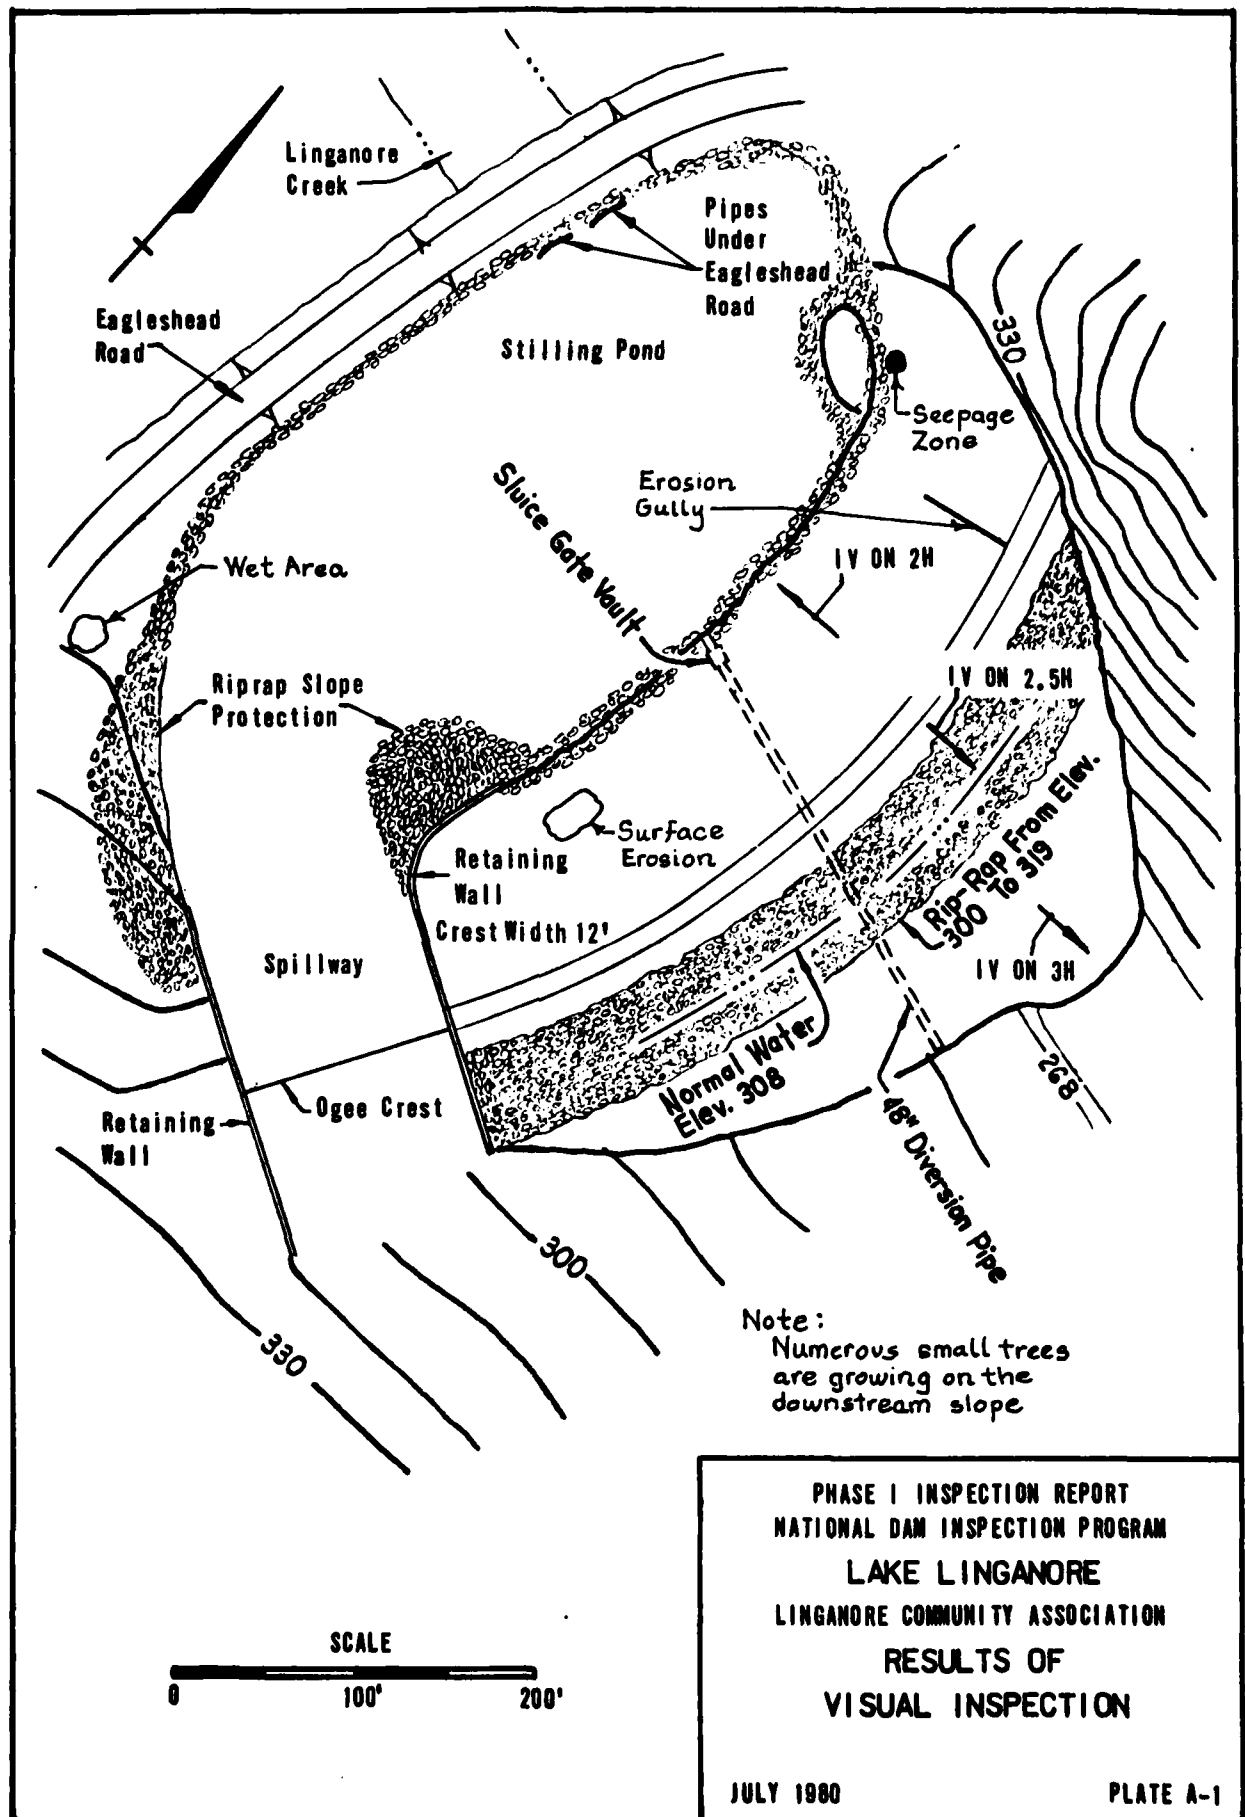 Linganore
Creek
Pipes
Under
Eagleshead
Road
Eagleshead
Road
Stilling Pond
330
Seepage
Zone
Sluice Gate Vault
Erosion
Gully
1V ON 2H
Wet Area
Riprap Slope
Protection
1V ON 2.5H
Surface
Erosion
Retaining
Wall
Crest Width 12'
Rip-Rap From Elev.
300 To 319
Spillway
1V ON 3H
Normal Water
Elev. 308
268
Ogee Crest
Retaining
Wall
48" Diversion Pipe
300
330
Note:
Numerous small trees
are growing on the
downstream slope
PHASE I INSPECTION REPORT
NATIONAL DAM INSPECTION PROGRAM
LAKE LINGANORE
LINGANORE COMMUNITY ASSOCIATION
RESULTS OF
VISUAL INSPECTION
JULY 1980
PLATE A-1
SCALE
0 100' 200'